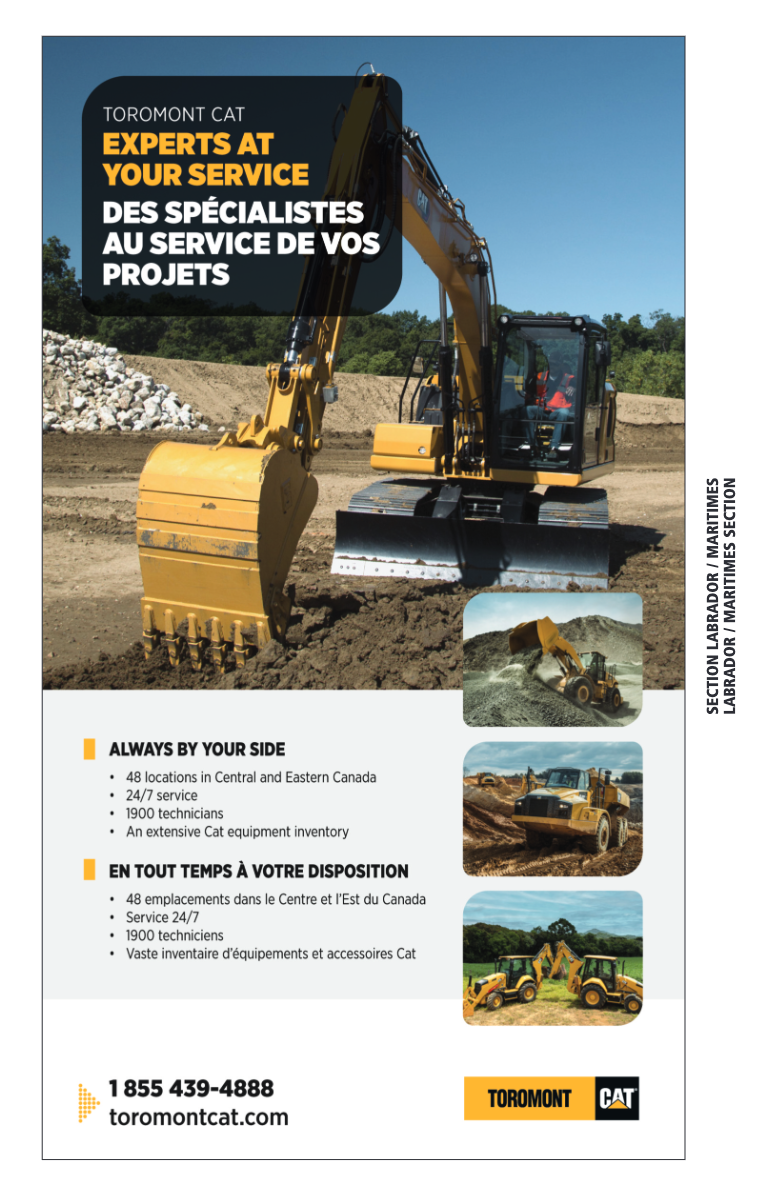 TOROMONT CAT
EXPERTS AT
YOUR SERVICE
DES SPÉCIALISTES
AU SERVICE DE VOS
PROJETS
CAT
SECTION LABRADOR / MARITIMES
LABRADOR / MARITIMES SECTION
ALWAYS BY YOUR SIDE
• 48 locations in Central and Eastern Canada
• 24/7 service
• 1900 technicians
• An extensive Cat equipment inventory
EN TOUT TEMPS À VOTRE DISPOSITION
• 48 emplacements dans le Centre et l'Est du Canada
• Service 24/7
• 1900 techniciens
• Vaste inventaire d'équipements et accessoires Cat
1 855 439-4888
toromontcat.com
TOROMONT CAT